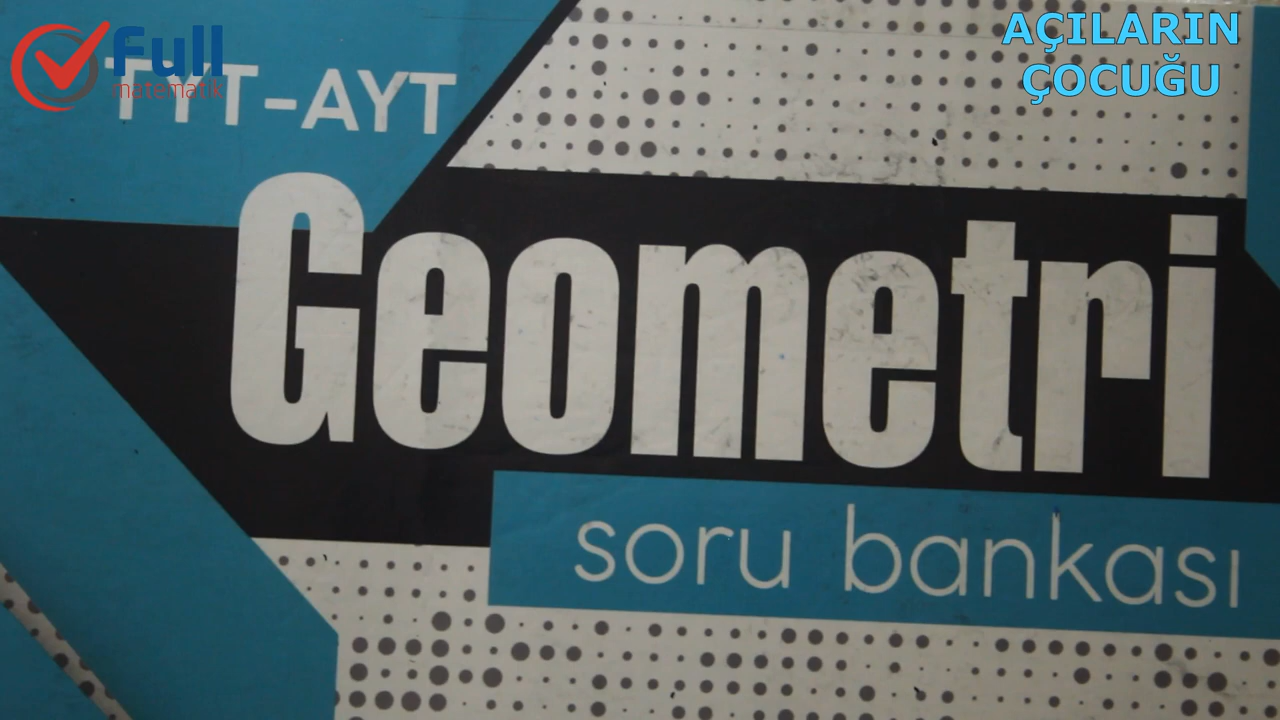 Full
matematik
AÇILARIN
ÇOCUĞU
TYT-AYT
Geometri
soru bankası